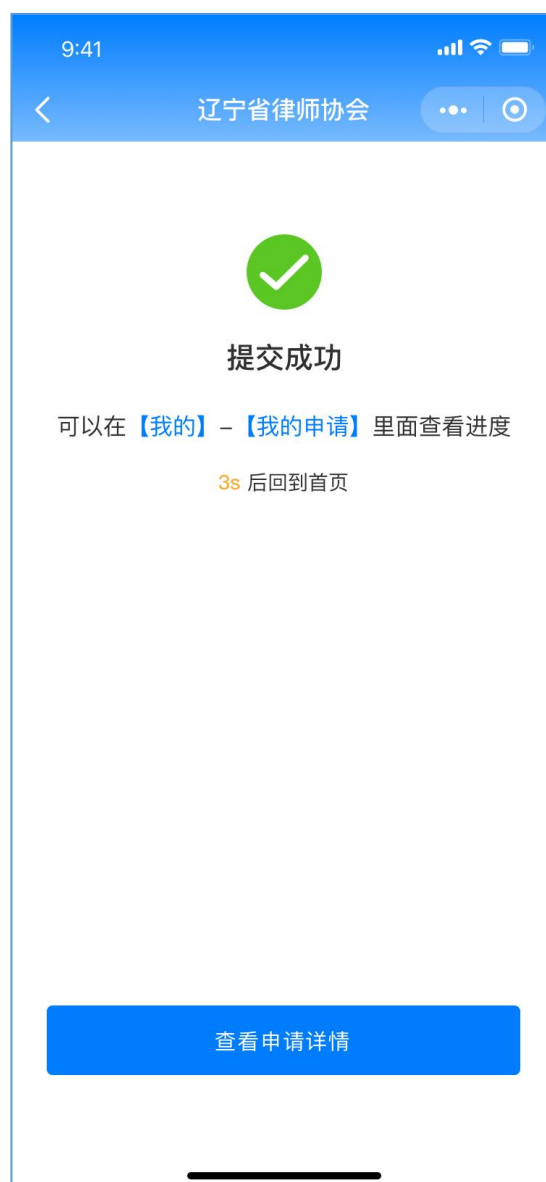 9:41
辽宁省律师协会
提交成功
可以在【我的】–【我的申请】里面查看进度
3s 后回到首页
查看申请详情